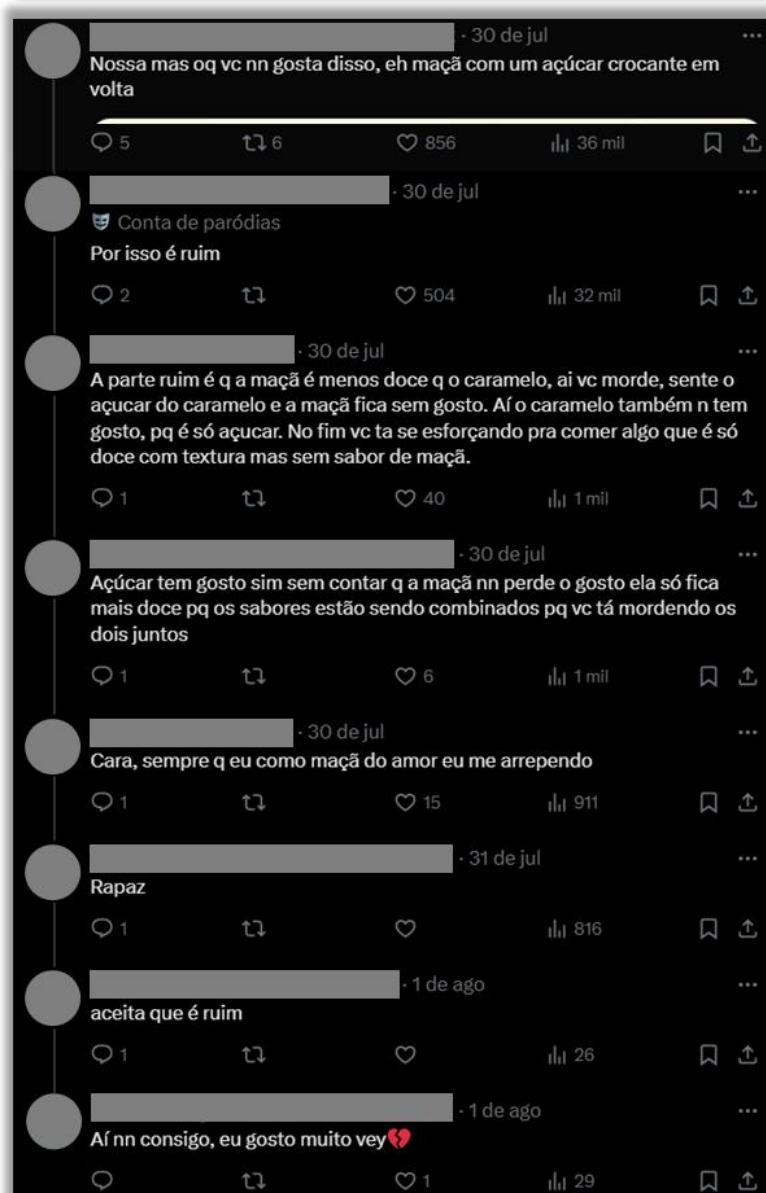 · 30 de jul
Nossa mas oq vc nn gosta disso, eh maçã com um açúcar crocante em
volta
5 6 856 36 mil
· 30 de jul
Conta de paródias
Por isso é ruim
2 504 32 mil
· 30 de jul
A parte ruim é q a maçã é menos doce q o caramelo, ai vc morde, sente o
açucar do caramelo e a maçã fica sem gosto. Aí o caramelo também n tem
gosto, pq é só açucar. No fim vc ta se esforçando pra comer algo que é só
doce com textura mas sem sabor de maçã.
1 40 1 mil
· 30 de jul
Açúcar tem gosto sim sem contar q a maçã nn perde o gosto ela só fica
mais doce pq os sabores estão sendo combinados pq vc tá mordendo os
dois juntos
1 6 1 mil
· 30 de jul
Cara, sempre q eu como maçã do amor eu me arrependo
1 15 911
· 31 de jul
Rapaz
1 816
· 1 de ago
aceita que é ruim
1 26
· 1 de ago
Aí nn consigo, eu gosto muito vey💔
1 29